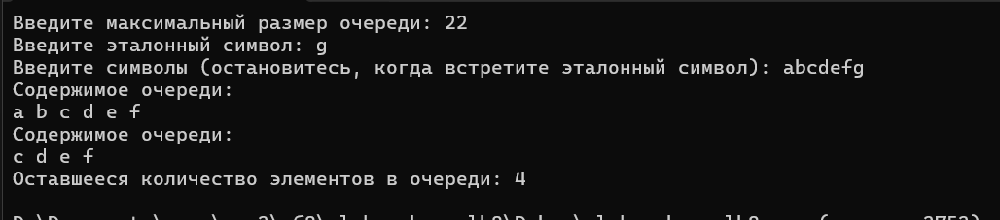 Введите максимальный размер очереди: 22
Введите эталонный символ: g
Введите символы (остановитесь, когда встретите эталонный символ): abcdefg
Содержимое очереди:
a b c d e f
Содержимое очереди:
c d e f
Оставшееся количество элементов в очереди: 4